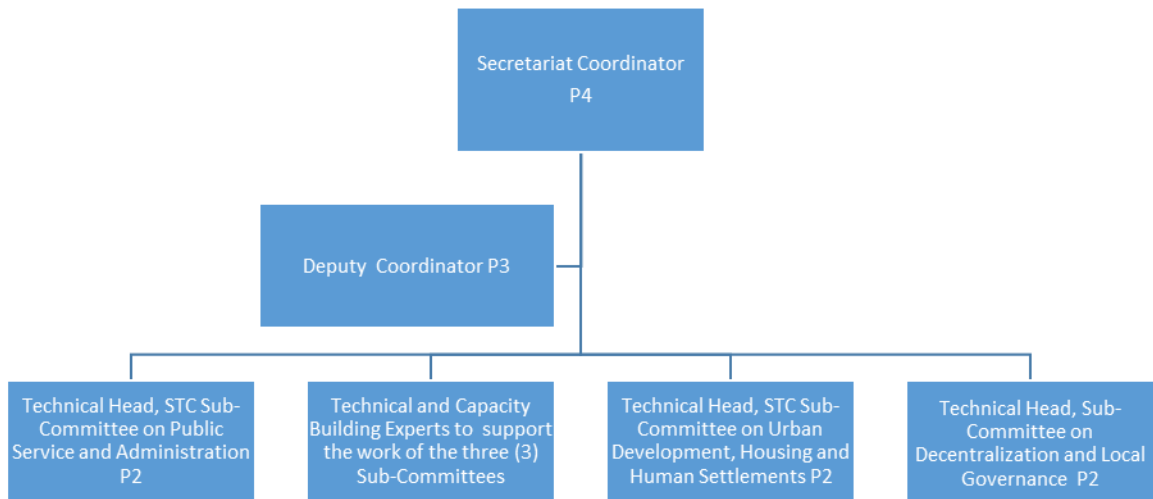 Secretariat Coordinator
P4
Deputy  Coordinator P3
Technical Head, STC Sub-
Committee on Public
Service and Administration
P2
Technical and Capacity
Building Experts to  support
the work of the three (3)
Sub-Committees
Technical Head, STC Sub-
Committee on Urban
Development, Housing and
Human Settlements P2
Technical Head, Sub-
Committee on
Decentralization and Local
Governance  P2